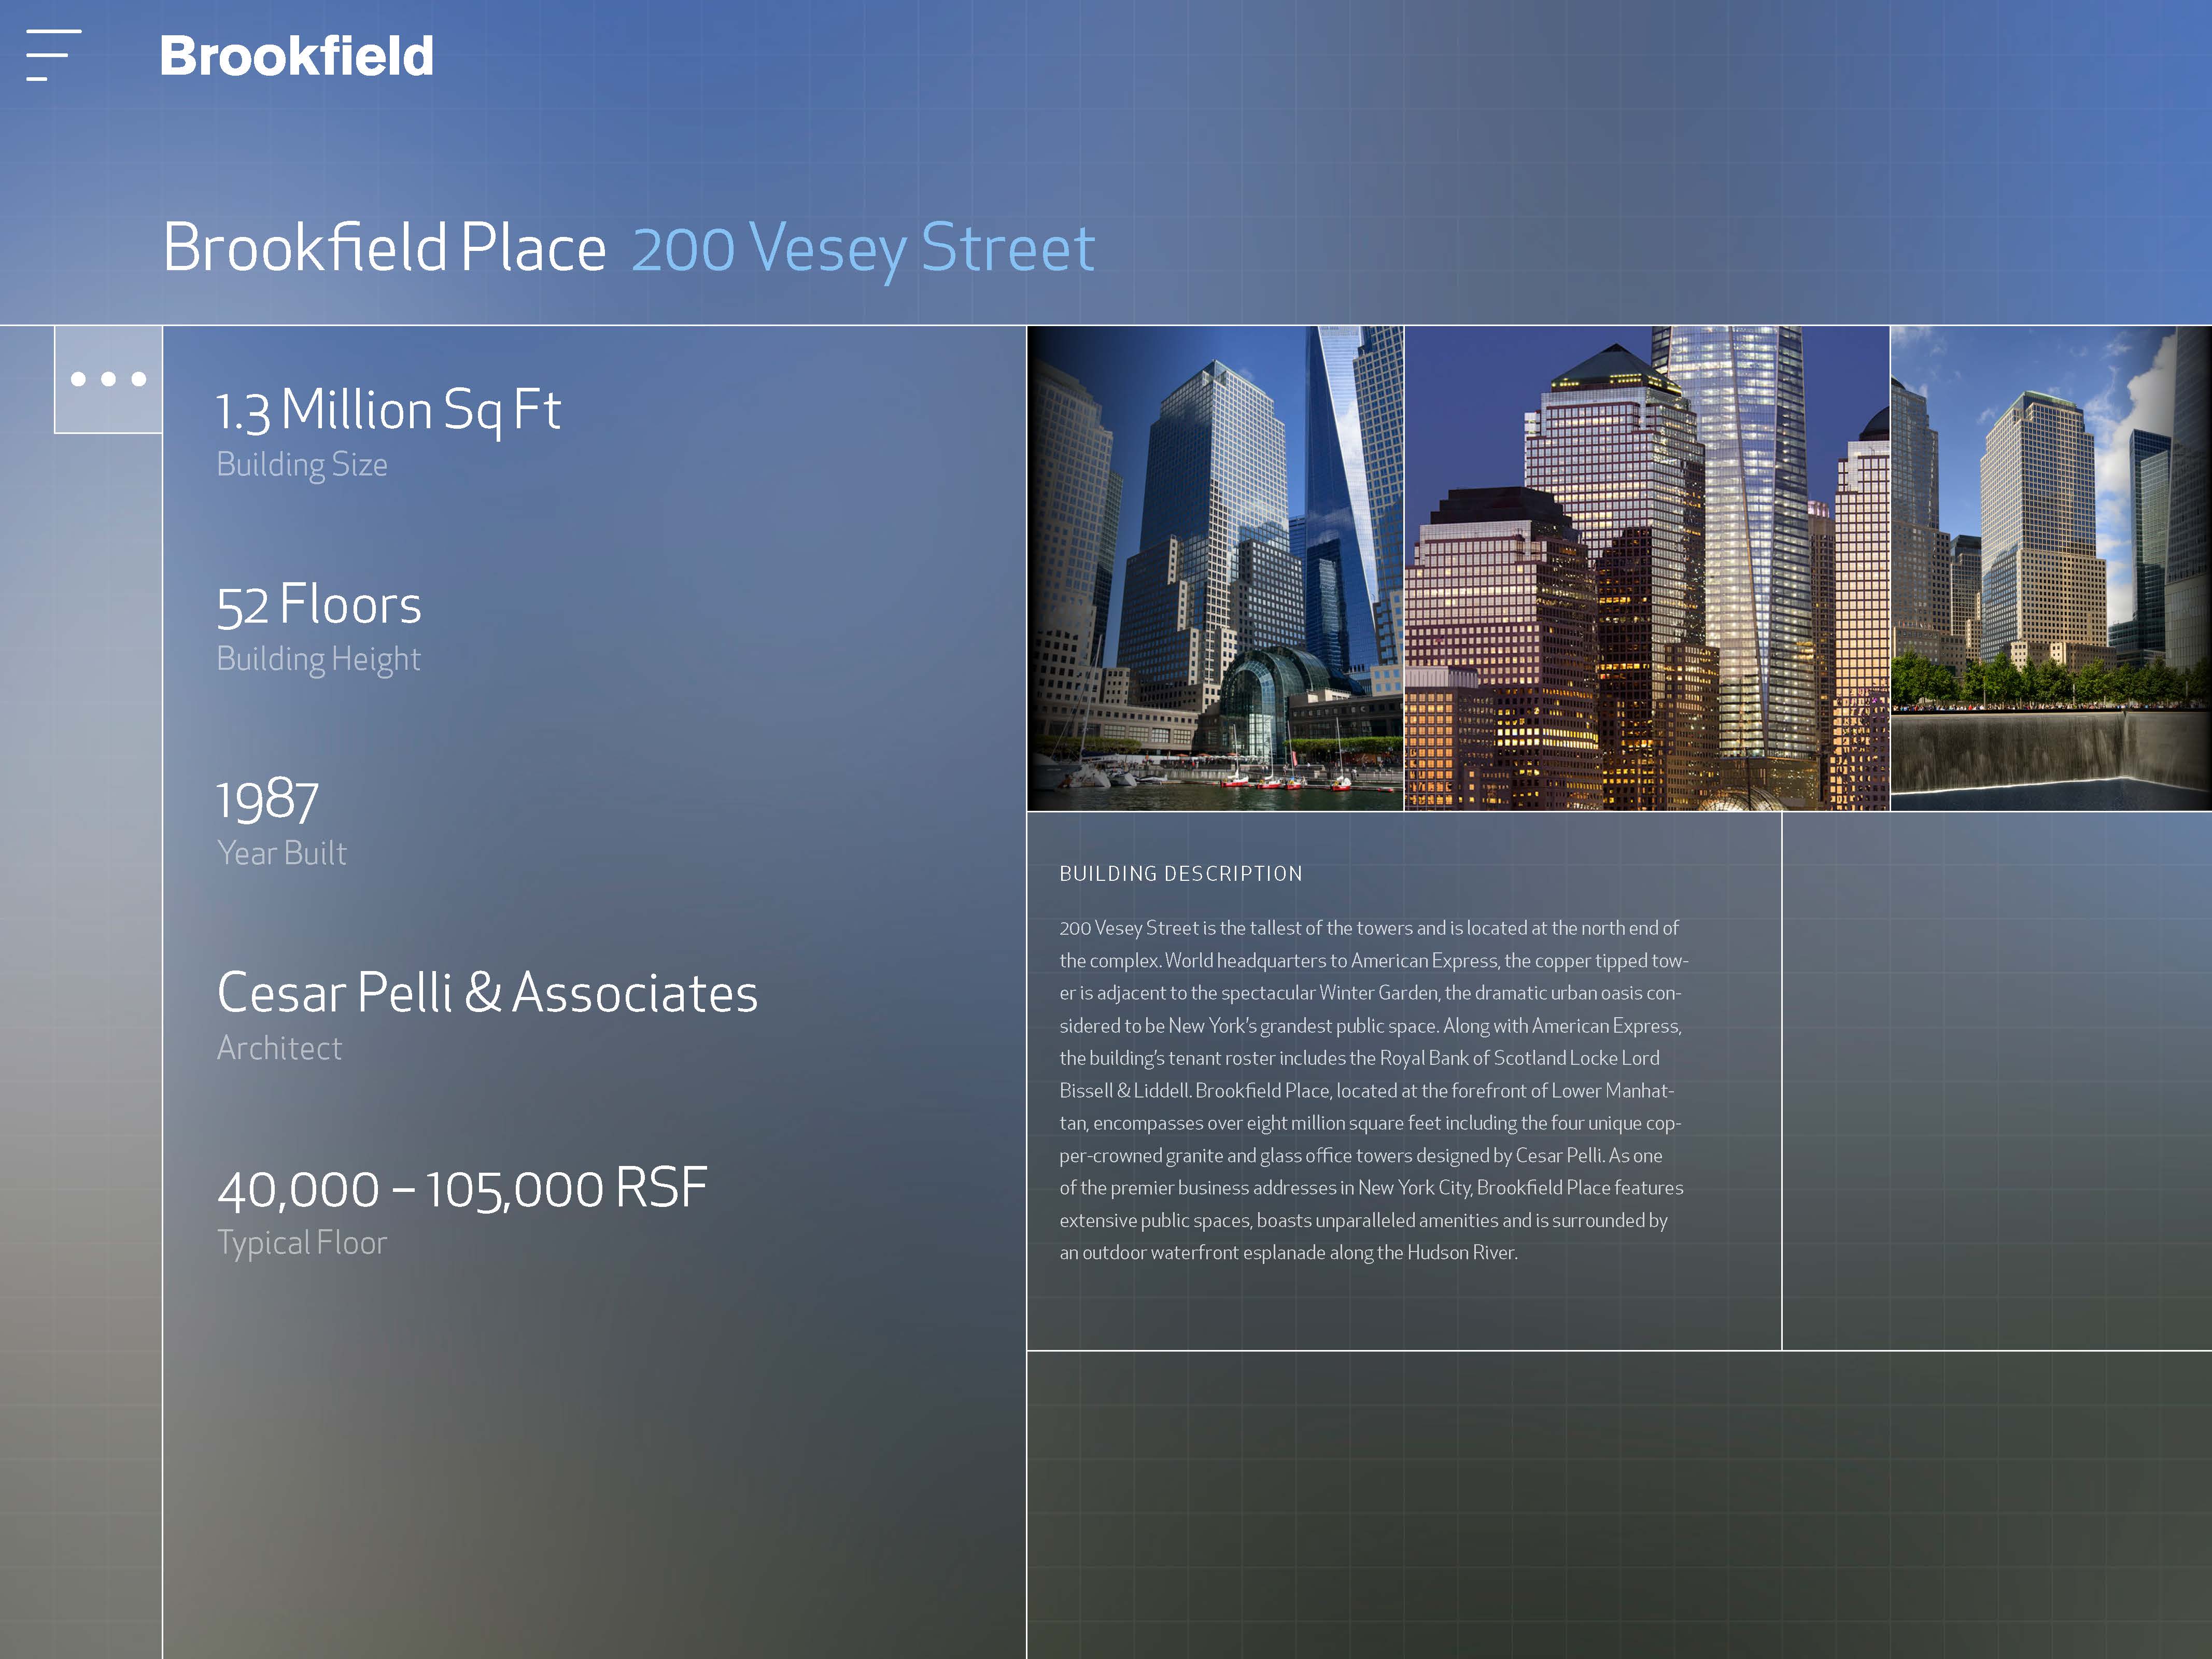 Brookfield
Brookfield Place 200 Vesey Street
1.3 Million Sq Ft
Building Size
52 Floors
Building Height
1987
Year Built
Cesar Pelli & Associates
Architect
40,000 – 105,000 RSF
Typical Floor
BUILDING DESCRIPTION
200 Vesey Street is the tallest of the towers and is located at the north end of
the complex. World headquarters to American Express, the copper tipped tow-
er is adjacent to the spectacular Winter Garden, the dramatic urban oasis con-
sidered to be New York's grandest public space. Along with American Express,
the building's tenant roster includes the Royal Bank of Scotland Locke Lord
Bissell & Liddell. Brookfield Place, located at the forefront of Lower Manhat-
tan, encompasses over eight million square feet including the four unique cop-
per-crowned granite and glass office towers designed by Cesar Pelli. As one
of the premier business addresses in New York City, Brookfield Place features
extensive public spaces, boasts unparalleled amenities and is surrounded by
an outdoor waterfront esplanade along the Hudson River.